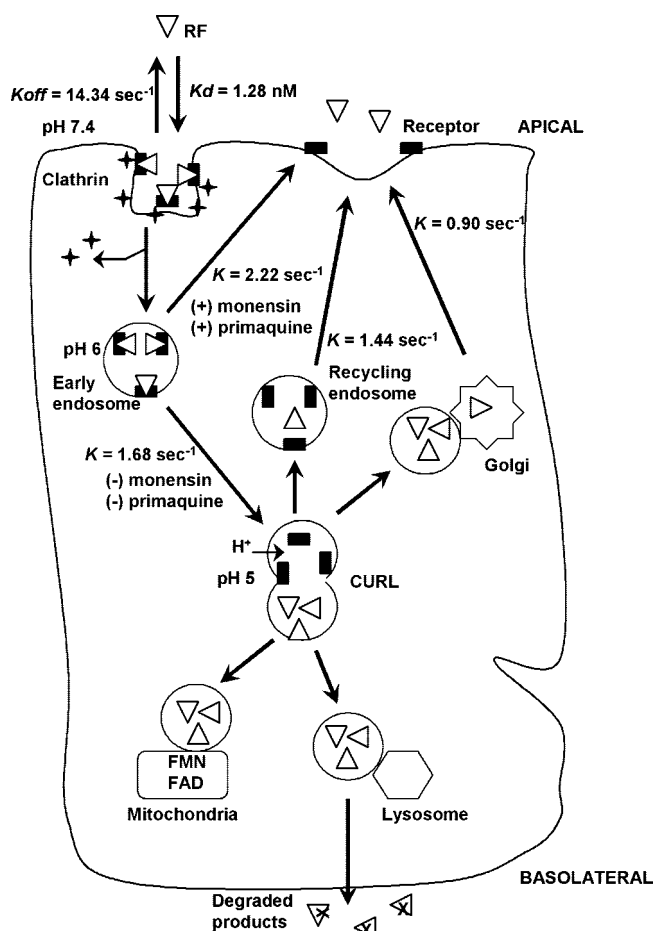 RF
Koff = 14.34 sec⁻¹
Kd = 1.28 nM
pH 7.4
Receptor
APICAL
Clathrin
K = 0.90 sec⁻¹
K = 2.22 sec⁻¹
(+) monensin
(+) primaquine
pH 6
Early
endosome
K = 1.44 sec⁻¹
Recycling
endosome
Golgi
K = 1.68 sec⁻¹
(-) monensin
(-) primaquine
H⁺
pH 5
CURL
FMN
FAD
Mitochondria
Lysosome
BASOLATERAL
Degraded
products